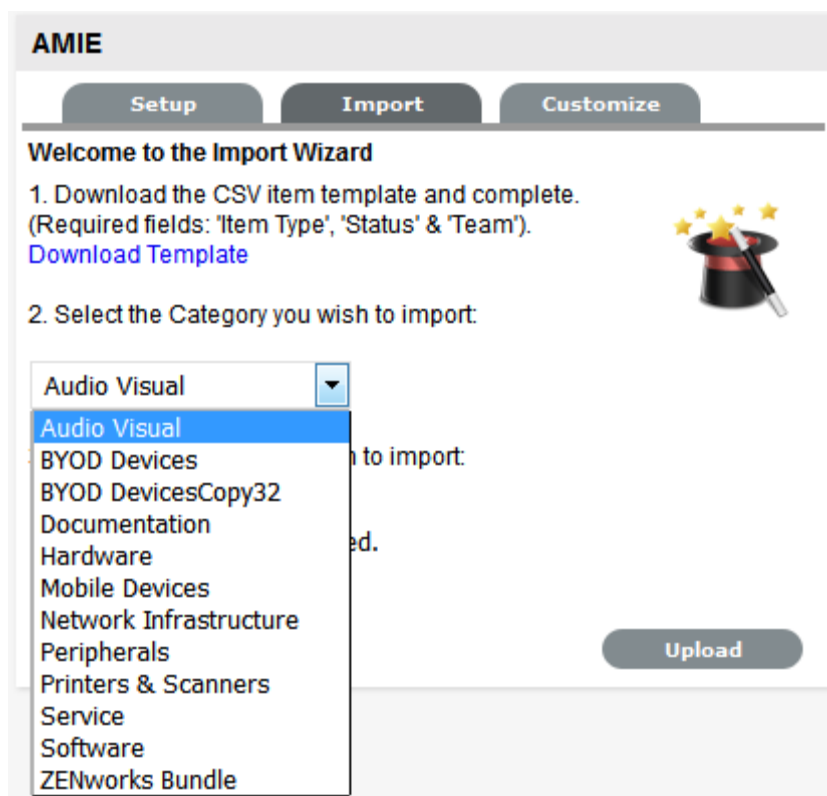 AMIE
Setup
Import
Customize
Welcome to the Import Wizard
1. Download the CSV item template and complete.
(Required fields: 'Item Type', 'Status' & 'Team').
Download Template
2. Select the Category you wish to import:
Audio Visual
Audio Visual
BYOD Devices
to import:
BYOD DevicesCopy32
Documentation
Hardware
Mobile Devices
Network Infrastructure
Peripherals
Upload
Printers & Scanners
Service
Software
ZENworks Bundle